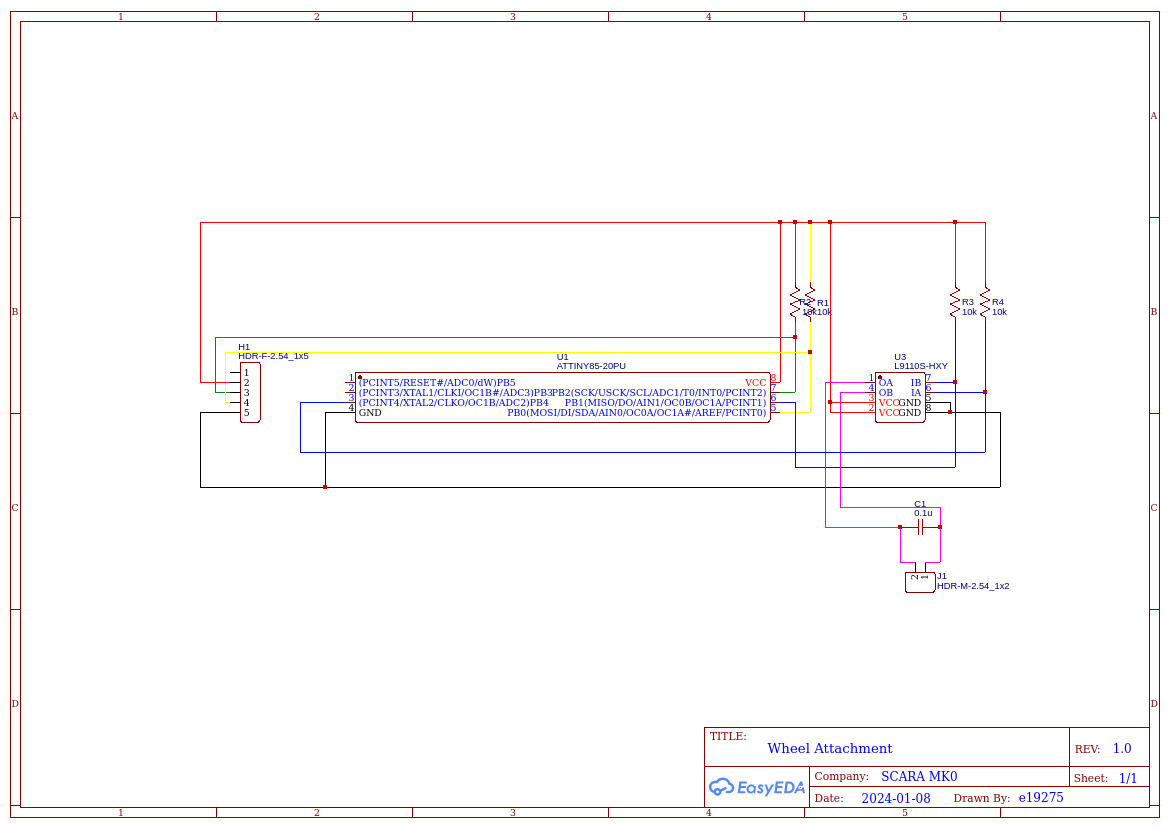 1 2 3 4 5
A A
B B
C C
D D
H1
HDR-F-2.54_1x5
1
2
3
4
5
U1
ATTINY85-20PU
1 (PCINT5/RESET#/ADC0/dW)PB5 VCC 8
2 (PCINT3/XTAL1/CLKI/OC1B#/ADC3)PB3 PB2(SCK/USCK/SCL/ADC1/T0/INT0/PCINT2) 7
3 (PCINT4/XTAL2/CLKO/OC1B/ADC2)PB4 PB1(MISO/DO/AIN1/OC0B/OC1A/PCINT1) 6
4 GND PB0(MOSI/DI/SDA/AIN0/OC0A/OC1A#/AREF/PCINT0) 5
R2 R1
10k 10k
R3 R4
10k 10k
U3
L9110S-HXY
1 OA IB 7
4 OB IA 6
3 VCC GND 5
2 VCC GND 8
C1
0.1u
2 1
J1
HDR-M-2.54_1x2
TITLE:
Wheel Attachment
REV: 1.0
EasyEDA
Company: SCARA MK0
Sheet: 1/1
Date: 2024-01-08 Drawn By: e19275
1 2 3 4 5